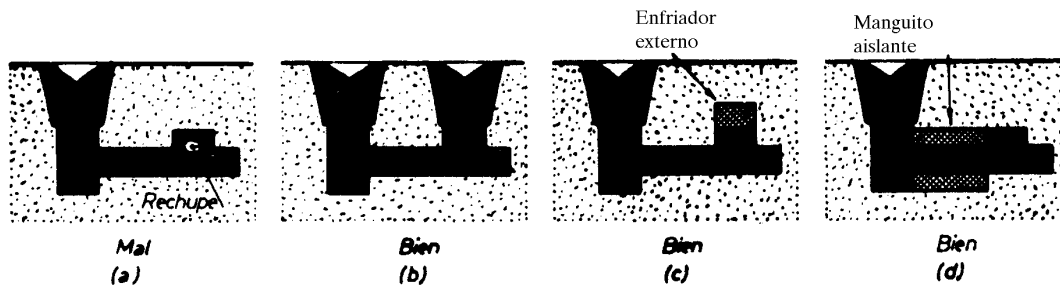 Enfriador
externo
Manguito
aislante
Rechupe
Mal
(a)
Bien
(b)
Bien
(c)
Bien
(d)